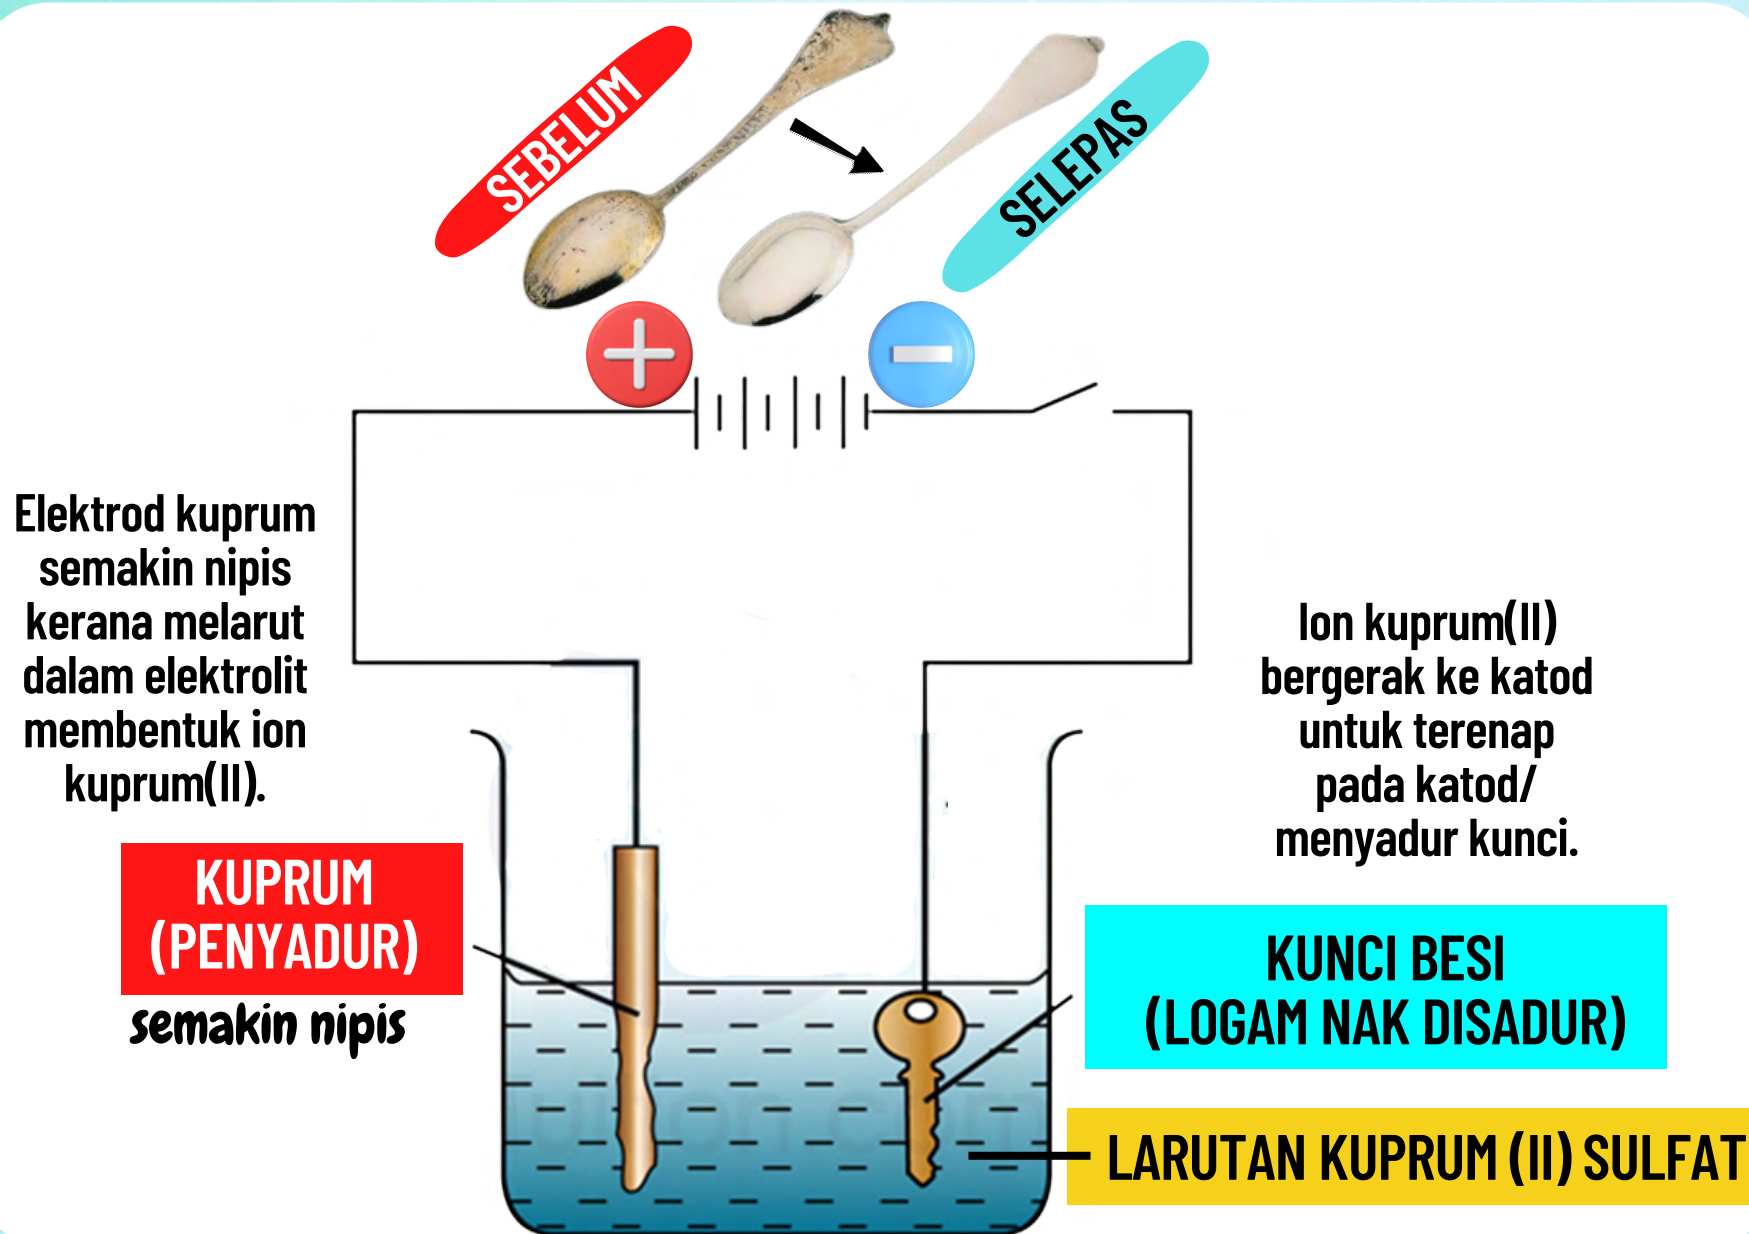 SEBELUM
SELEPAS
Elektrod kuprum
semakin nipis
kerana melarut
dalam elektrolit
membentuk ion
kuprum(II).
Ion kuprum(II)
bergerak ke katod
untuk terenap
pada katod/
menyadur kunci.
KUPRUM
(PENYADUR)
semakin nipis
KUNCI BESI
(LOGAM NAK DISADUR)
LARUTAN KUPRUM (II) SULFAT